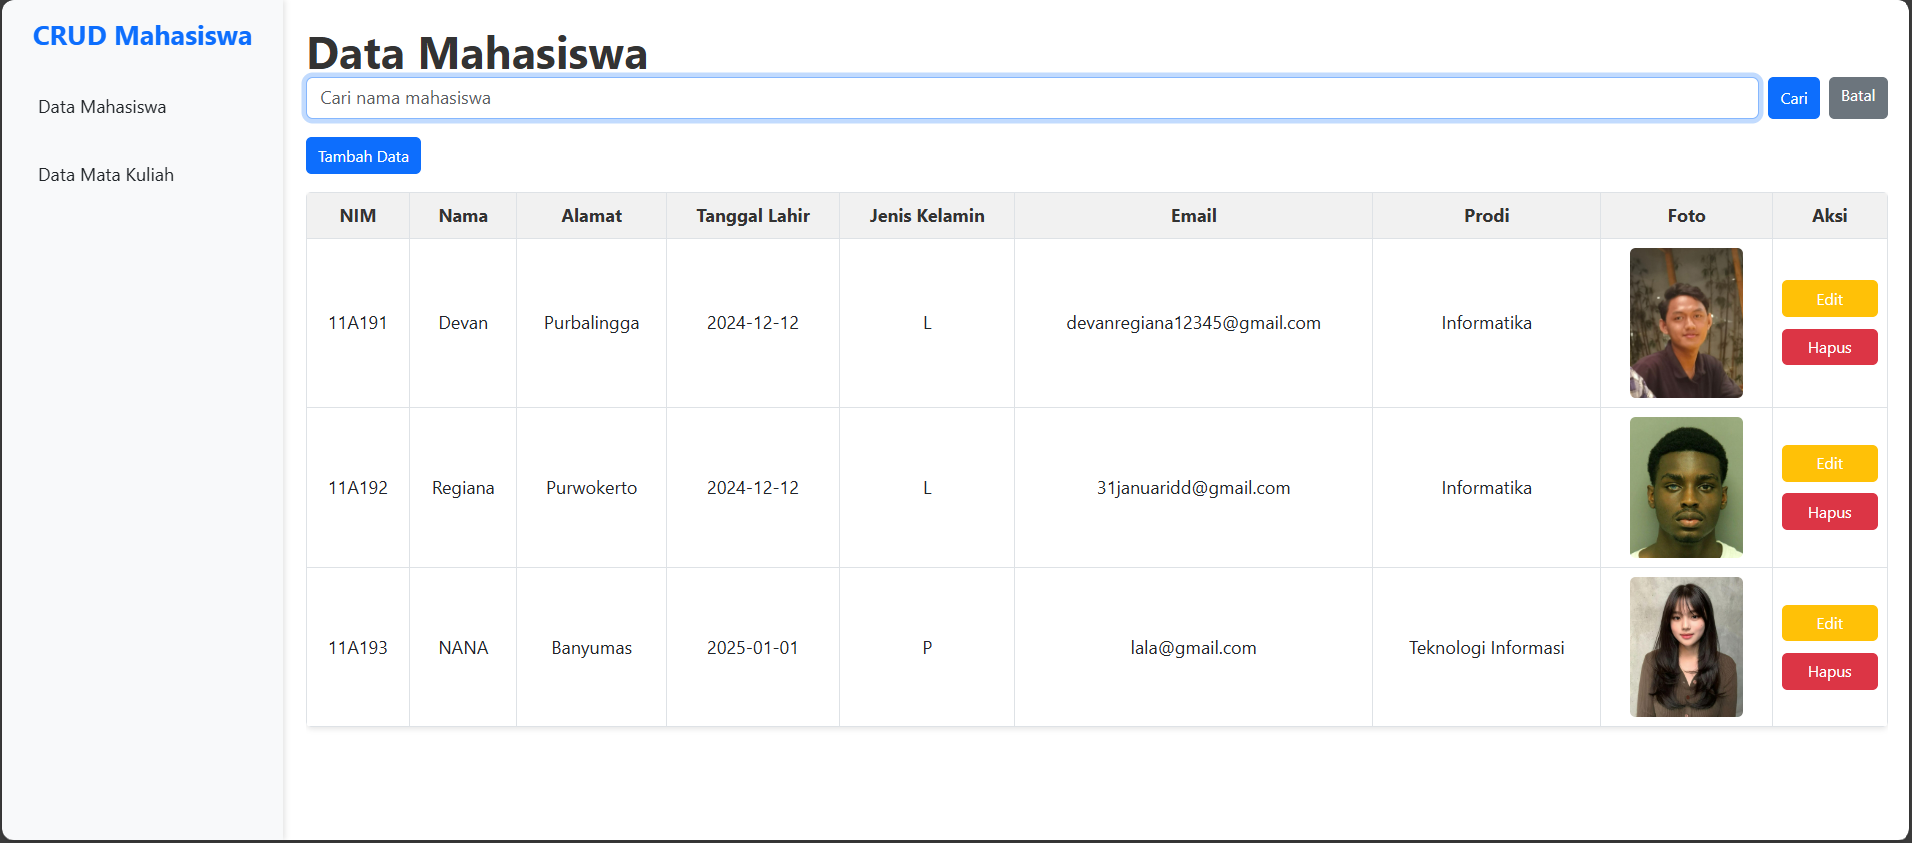 CRUD Mahasiswa
Data Mahasiswa
Data Mata Kuliah
Data Mahasiswa
Cari nama mahasiswa Cari Batal
Tambah Data
NIM Nama Alamat Tanggal Lahir Jenis Kelamin Email Prodi Foto Aksi
11A191 Devan Purbalingga 2024-12-12 L devanregiana12345@gmail.com Informatika Edit
Hapus
11A192 Regiana Purwokerto 2024-12-12 L 31januaridd@gmail.com Informatika Edit
Hapus
11A193 NANA Banyumas 2025-01-01 P lala@gmail.com Teknologi Informasi Edit
Hapus